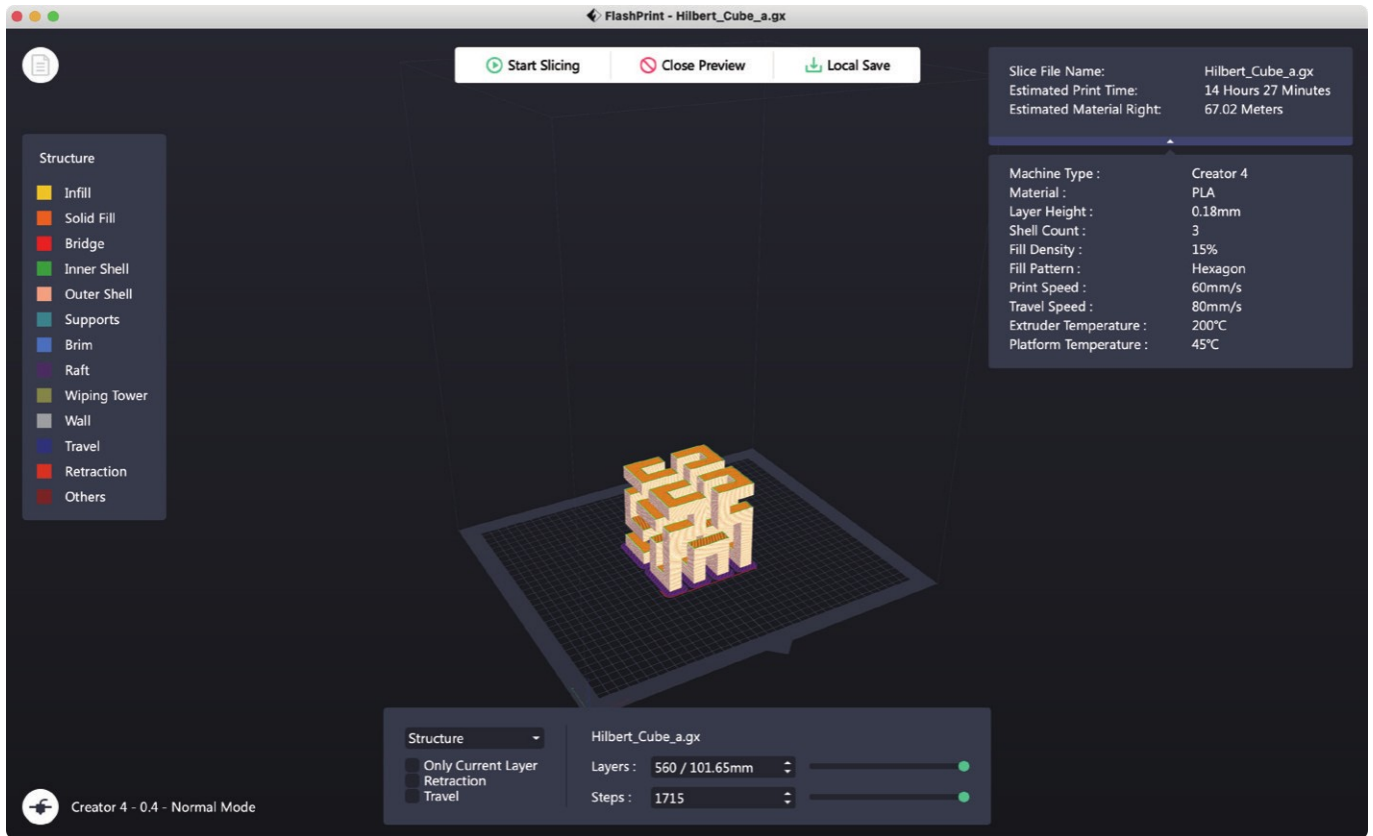 FlashPrint - Hilbert_Cube_a.gx
Start Slicing
Close Preview
Local Save
Slice File Name: Hilbert_Cube_a.gx
Estimated Print Time: 14 Hours 27 Minutes
Estimated Material Right: 67.02 Meters
Machine Type : Creator 4
Material : PLA
Layer Height : 0.18mm
Shell Count : 3
Fill Density : 15%
Fill Pattern : Hexagon
Print Speed : 60mm/s
Travel Speed : 80mm/s
Extruder Temperature : 200°C
Platform Temperature : 45°C
Structure
Infill
Solid Fill
Bridge
Inner Shell
Outer Shell
Supports
Brim
Raft
Wiping Tower
Wall
Travel
Retraction
Others
Structure
Only Current Layer
Retraction
Travel
Hilbert_Cube_a.gx
Layers : 560 / 101.65mm
Steps : 1715
Creator 4 - 0.4 - Normal Mode